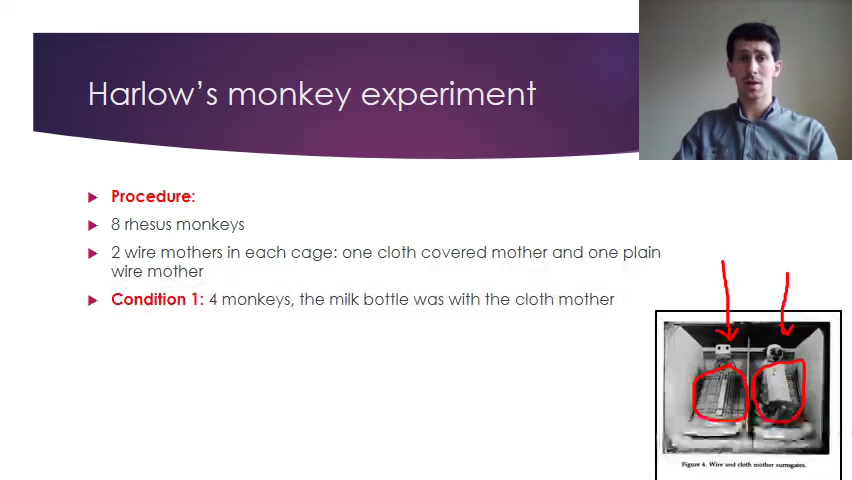 Harlow’s monkey experiment
Procedure:
8 rhesus monkeys
2 wire mothers in each cage: one cloth covered mother and one plain
wire mother
Condition 1: 4 monkeys, the milk bottle was with the cloth mother
Figure 4. Wire and cloth mother surrogates.